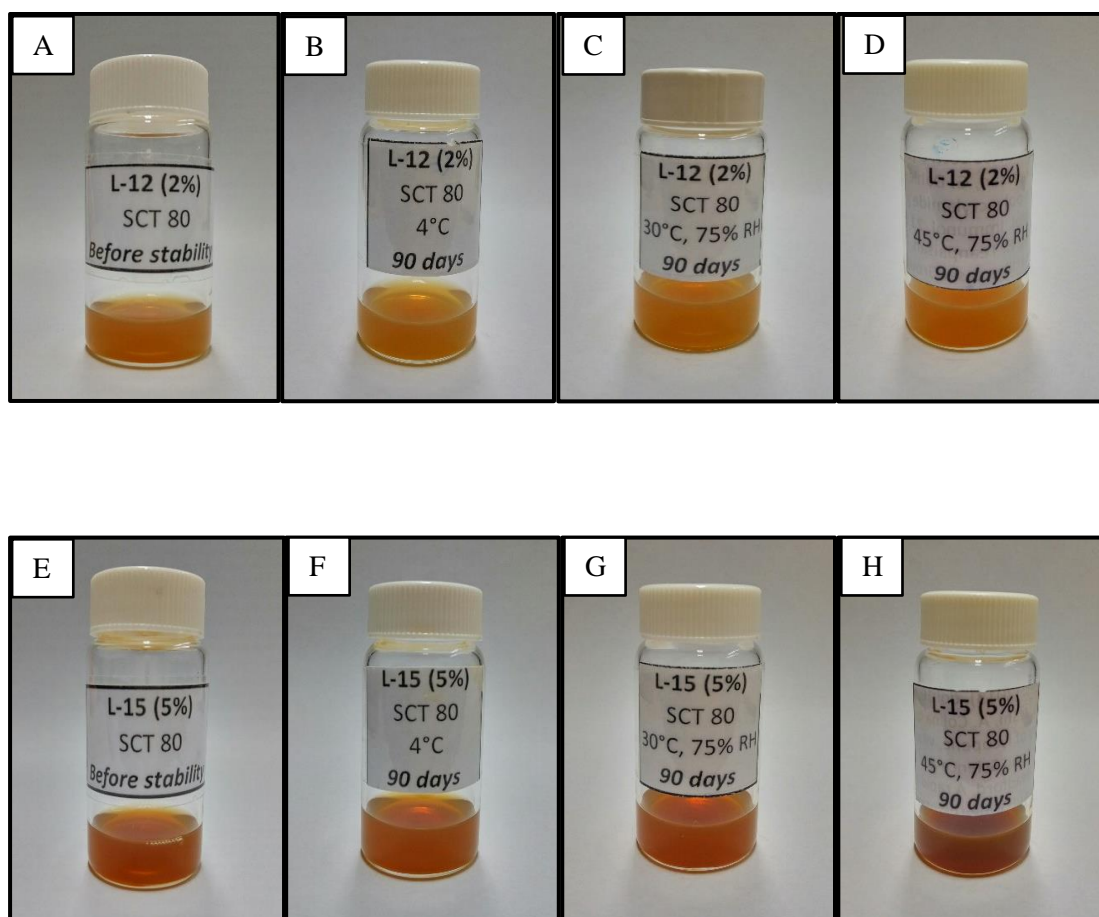 A
L-12 (2%)
SCT 80
Before stability
B
L-12 (2%)
SCT 80
4°C
90 days
C
L-12 (2%)
SCT 80
30°C, 75% RH
90 days
D
L-12 (2%)
SCT 80
45°C, 75% RH
90 days
E
L-15 (5%)
SCT 80
Before stability
F
L-15 (5%)
SCT 80
4°C
90 days
G
L-15 (5%)
SCT 80
30°C, 75% RH
90 days
H
L-15 (5%)
SCT 80
45°C, 75% RH
90 days